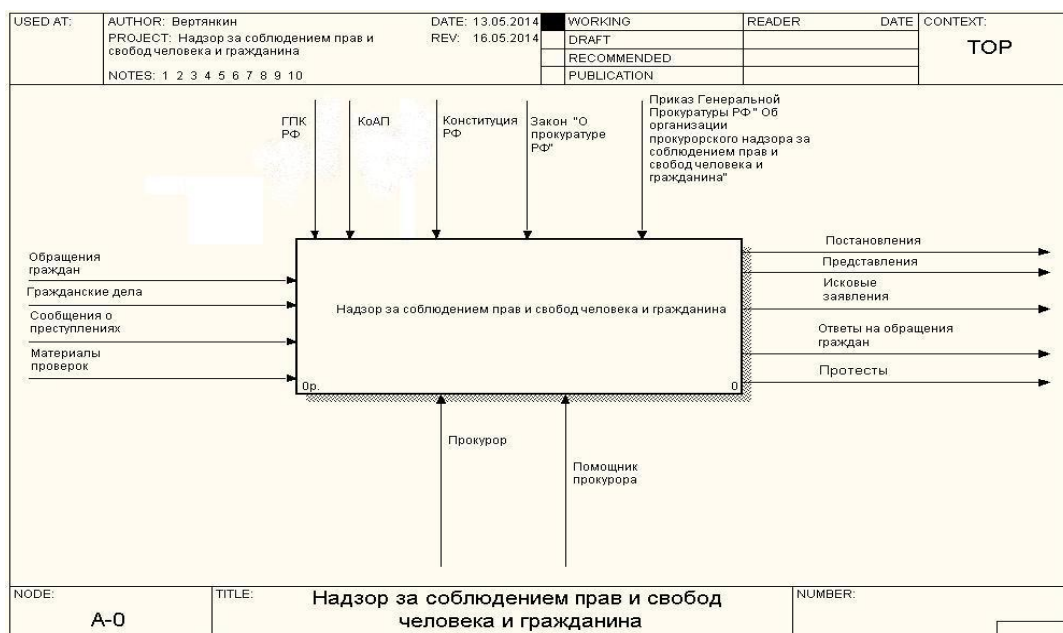 USED AT:
AUTHOR: Вертянкин
DATE: 13.05.2014
WORKING
READER
DATE
CONTEXT:
PROJECT: Надзор за соблюдением прав и
свобод человека и гражданина
REV: 16.05.2014
DRAFT
TOP
RECOMMENDED
NOTES: 1 2 3 4 5 6 7 8 9 10
PUBLICATION
ГПК
РФ
КоАП
Конституция
РФ
Закон "О
прокуратуре
РФ"
Приказ Генеральной
Прокуратуры РФ" Об
организации
прокурорского надзора за
соблюдением прав и
свобод человека и
гражданина"
Обращения
граждан
Гражданские дела
Сообщения о
преступлениях
Материалы
проверок
Надзор за соблюдением прав и свобод человека и гражданина
0р.
0
Постановления
Представления
Исковые
заявления
Ответы на обращения
граждан
Протесты
Прокурор
Помощник
прокурора
NODE:
A-0
TITLE:
Надзор за соблюдением прав и свобод
человека и гражданина
NUMBER: